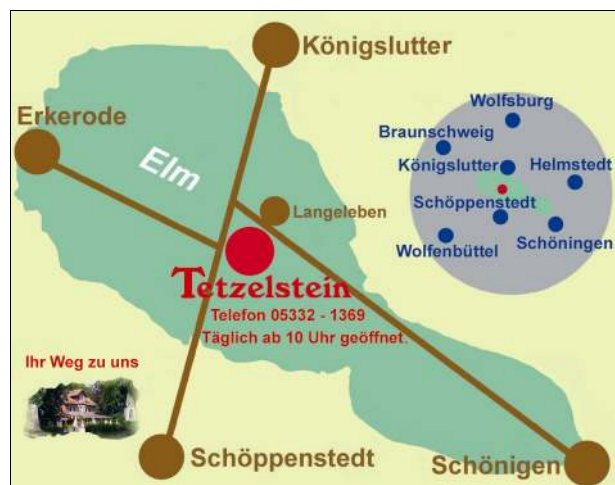 Königslutter
Erkerode
Elm
Langeleben
Tetzelstein
Telefon 05332 - 1369
Täglich ab 10 Uhr geöffnet.
Ihr Weg zu uns
Schöppenstedt
Schönigen
Wolfsburg
Braunschweig
Königslutter
Helmstedt
Schöppenstedt
Wolfenbüttel
Schöningen